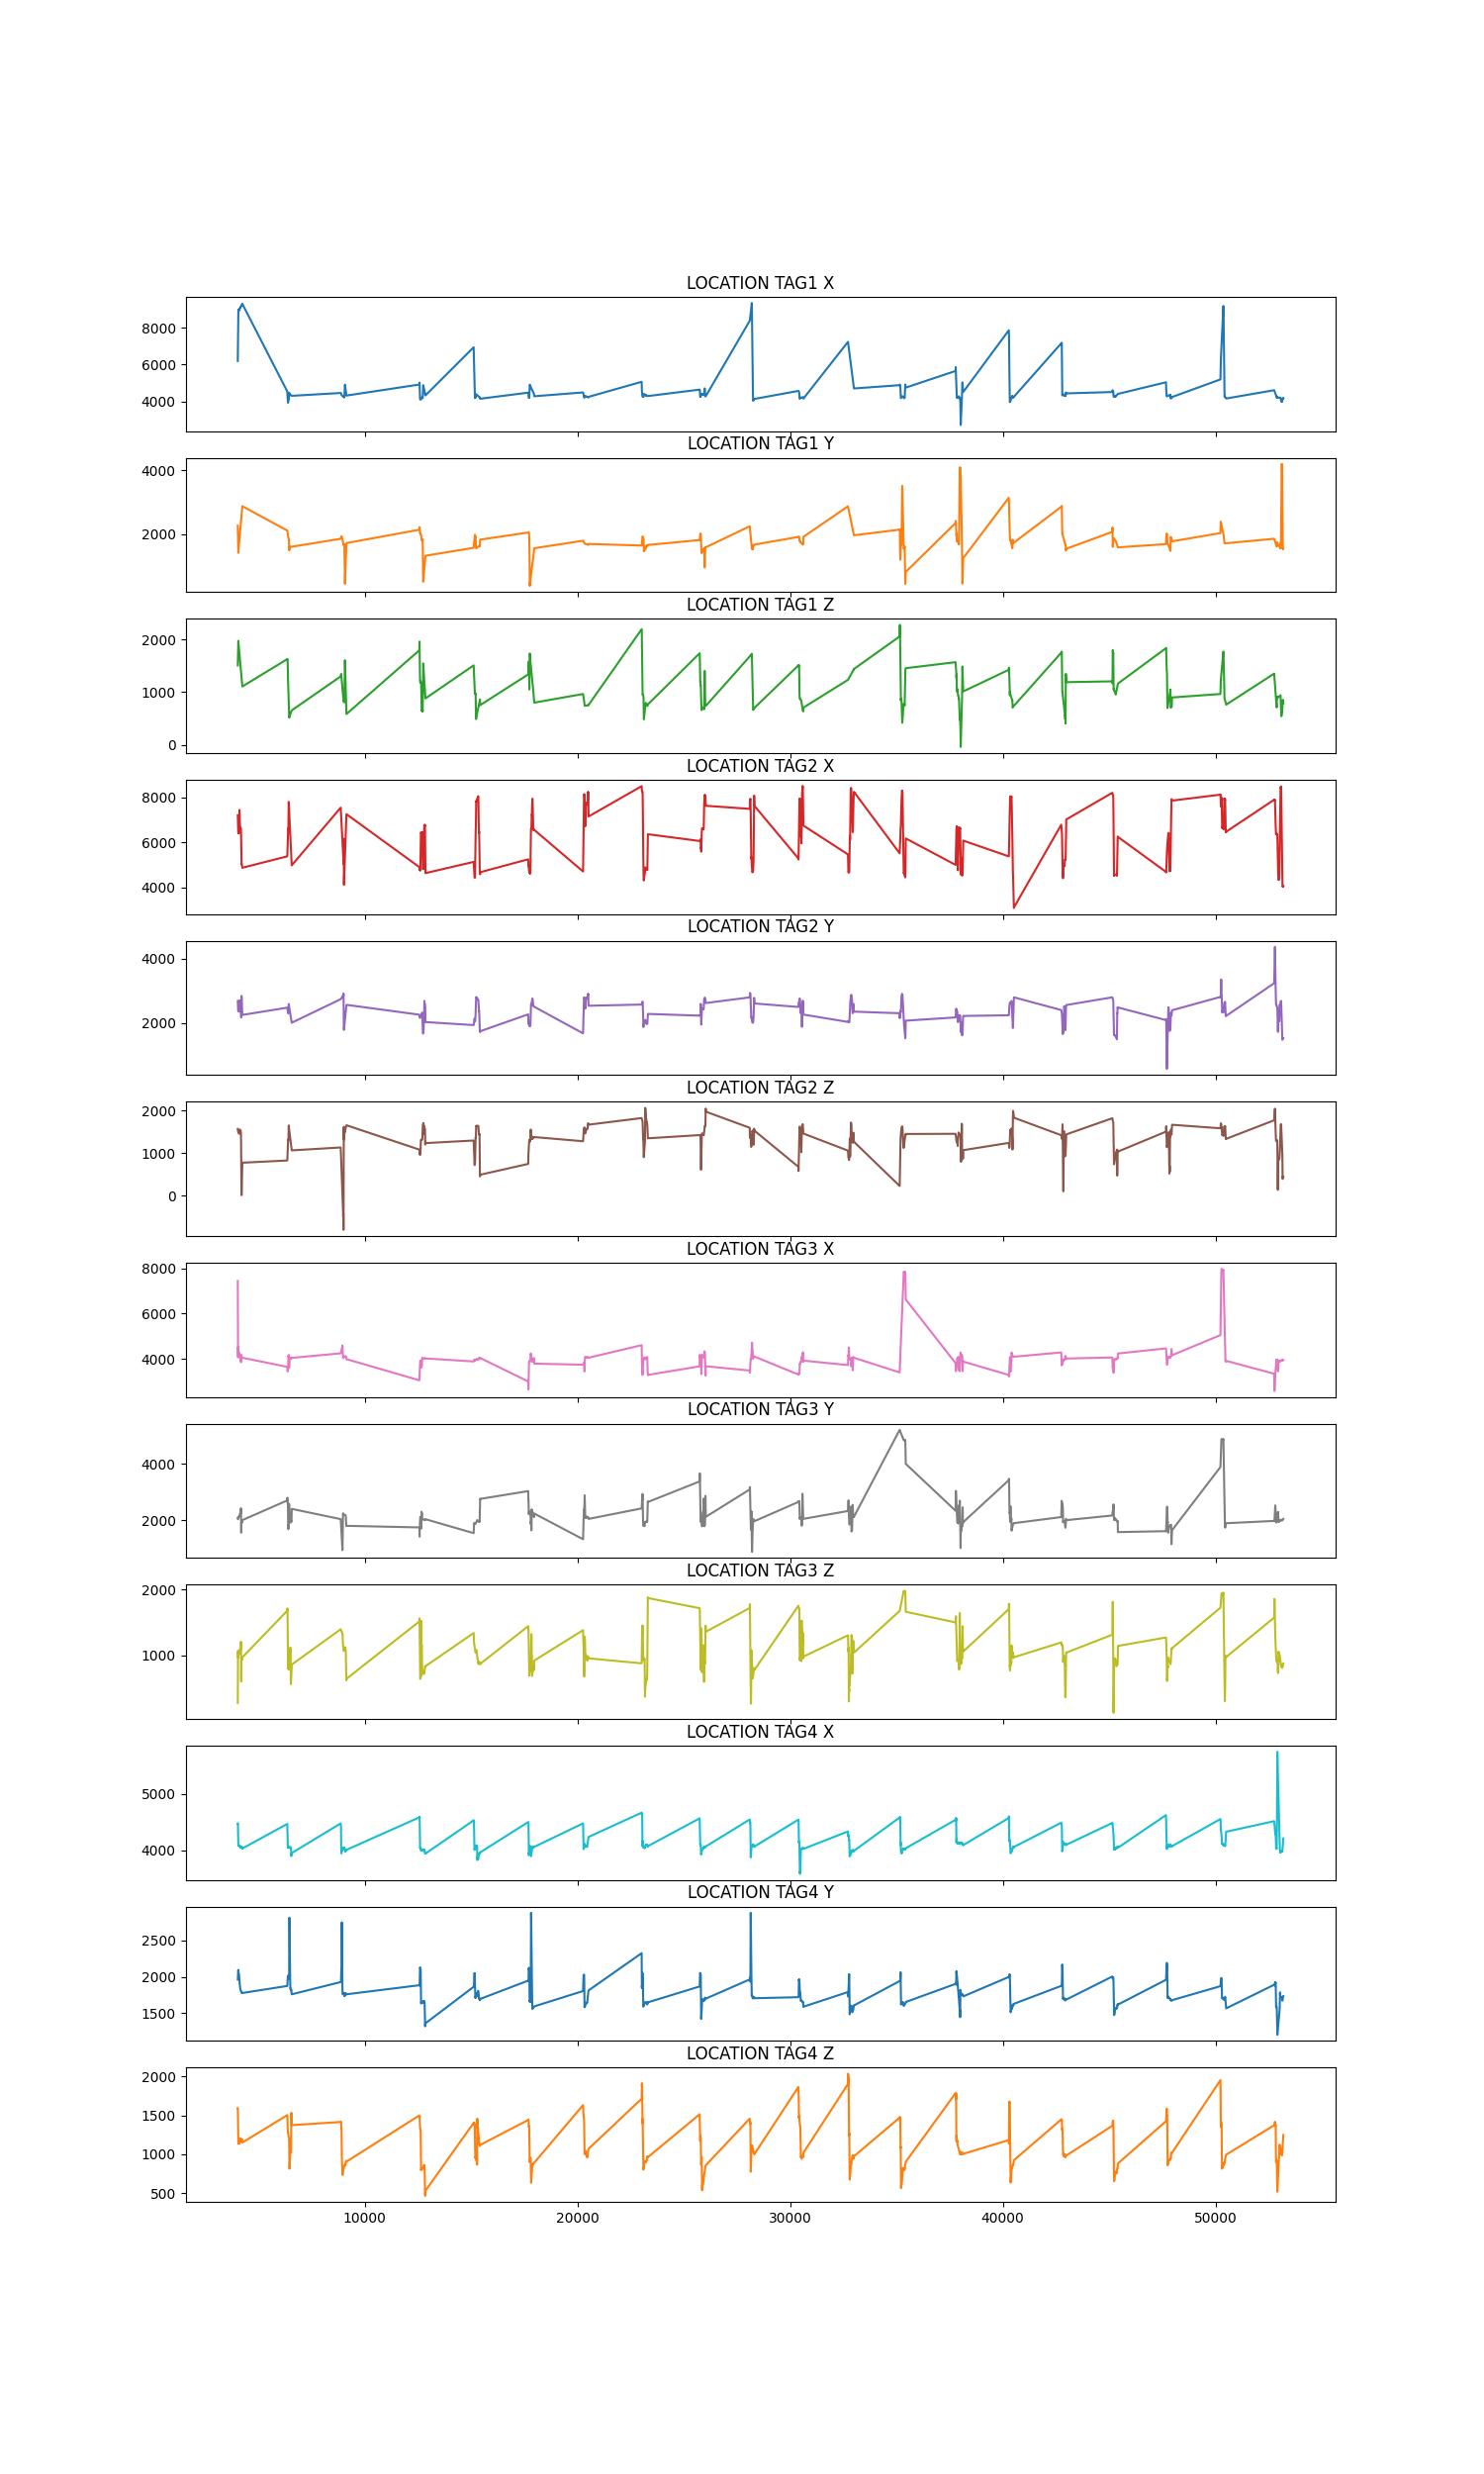 LOCATION TAG1 X
8000
6000
4000
LOCATION TAG1 Y
4000
2000
LOCATION TAG1 Z
2000
1000
0
LOCATION TAG2 X
8000
6000
4000
LOCATION TAG2 Y
4000
2000
LOCATION TAG2 Z
2000
1000
0
LOCATION TAG3 X
8000
6000
4000
LOCATION TAG3 Y
4000
2000
LOCATION TAG3 Z
2000
1000
LOCATION TAG4 X
5000
4000
LOCATION TAG4 Y
2500
2000
1500
LOCATION TAG4 Z
2000
1500
1000
500
10000 20000 30000 40000 50000